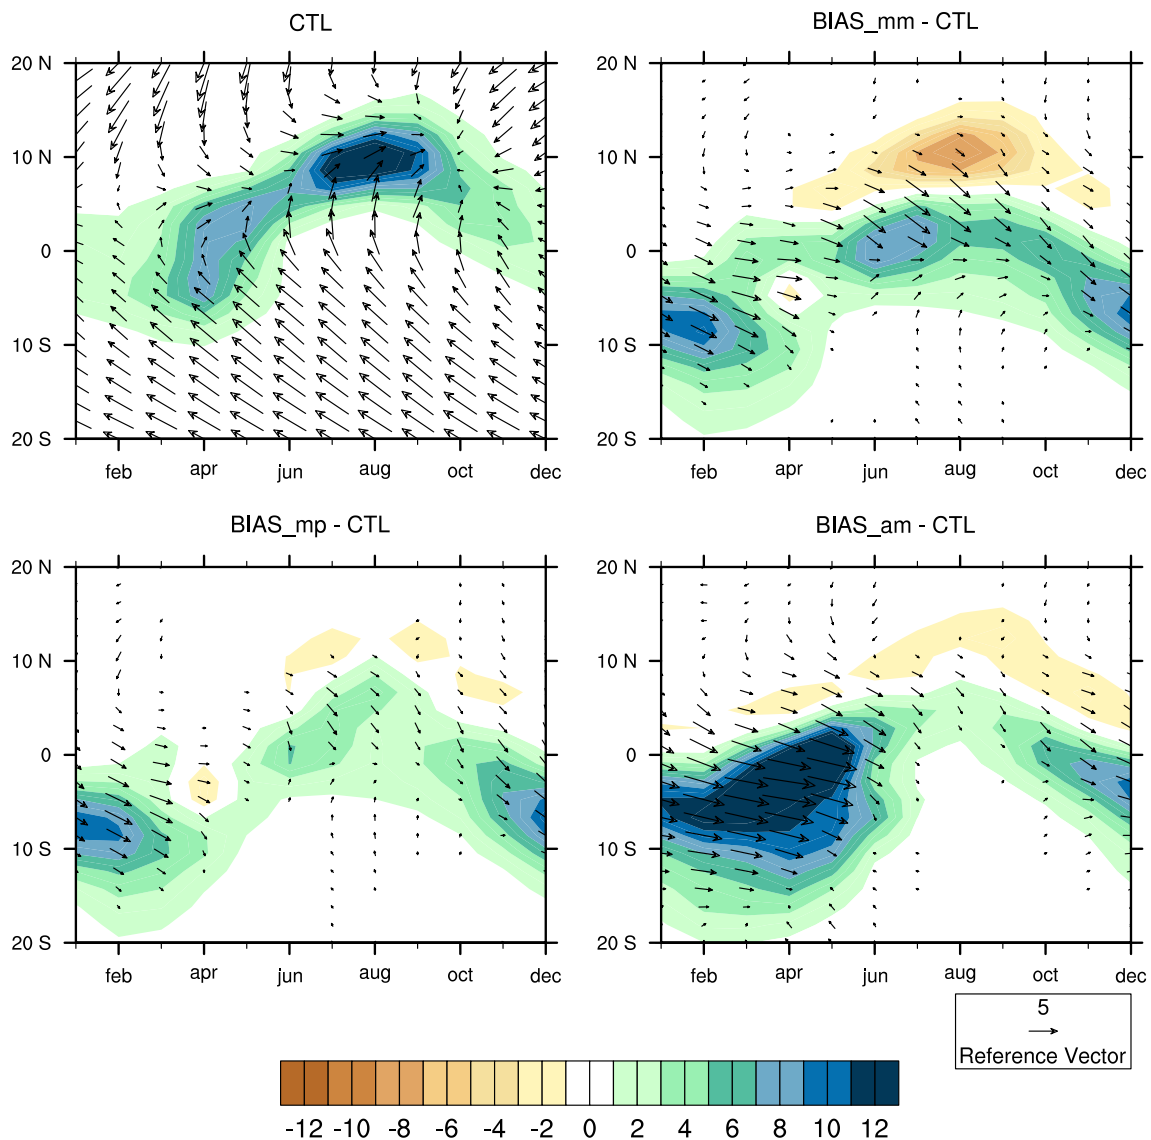 CTL
BIAS_mm - CTL
20 N
10 N
0
10 S
20 S
feb apr jun aug oct dec
20 N
10 N
0
10 S
20 S
feb apr jun aug oct dec
BIAS_mp - CTL
BIAS_am - CTL
20 N
10 N
0
10 S
20 S
feb apr jun aug oct dec
20 N
10 N
0
10 S
20 S
feb apr jun aug oct dec
5
Reference Vector
-12 -10 -8 -6 -4 -2 0 2 4 6 8 10 12